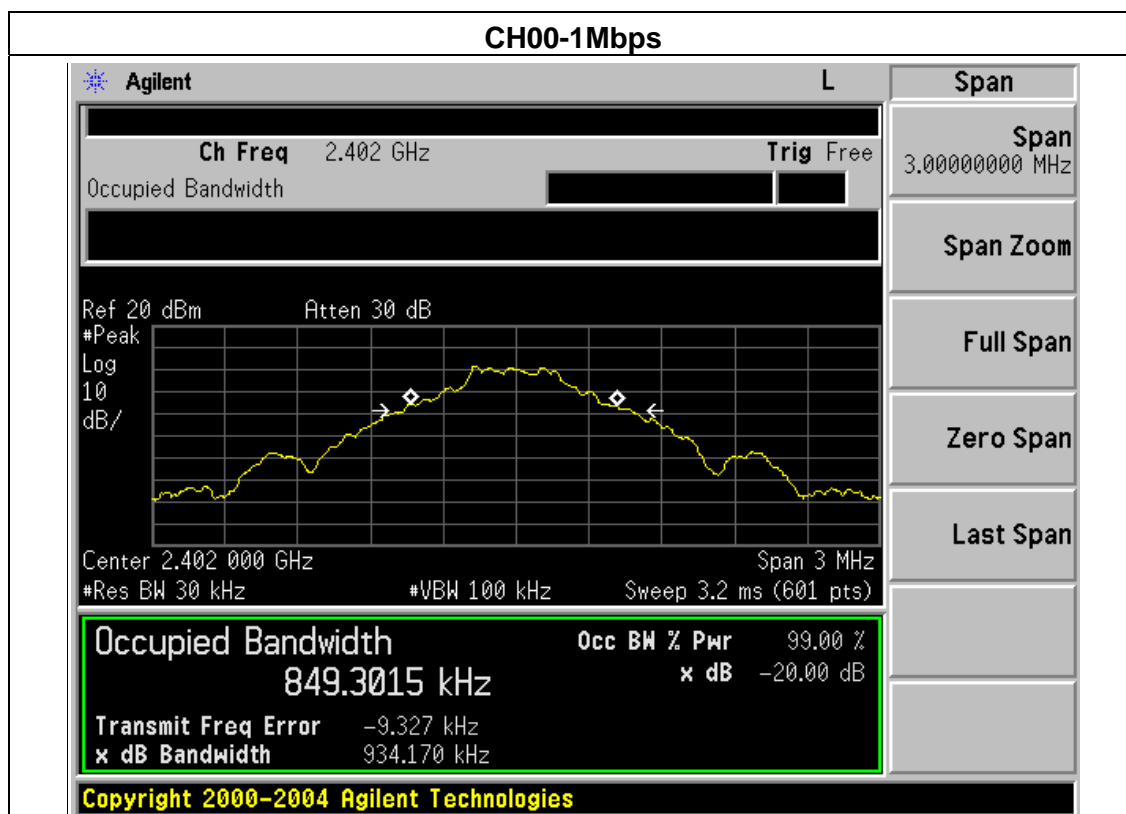 CH00-1Mbps
Agilent L Span
Ch Freq 2.402 GHz Trig Free
Occupied Bandwidth
Span
3.00000000 MHz
Span Zoom
Full Span
Zero Span
Last Span
Ref 20 dBm Atten 30 dB
#Peak
Log
10
dB/
Center 2.402 000 GHz Span 3 MHz
#Res BW 30 kHz #VBW 100 kHz Sweep 3.2 ms (601 pts)
Occupied Bandwidth Occ BW % Pwr 99.00 %
849.3015 kHz x dB -20.00 dB
Transmit Freq Error -9.327 kHz
x dB Bandwidth 934.170 kHz
Copyright 2000-2004 Agilent Technologies